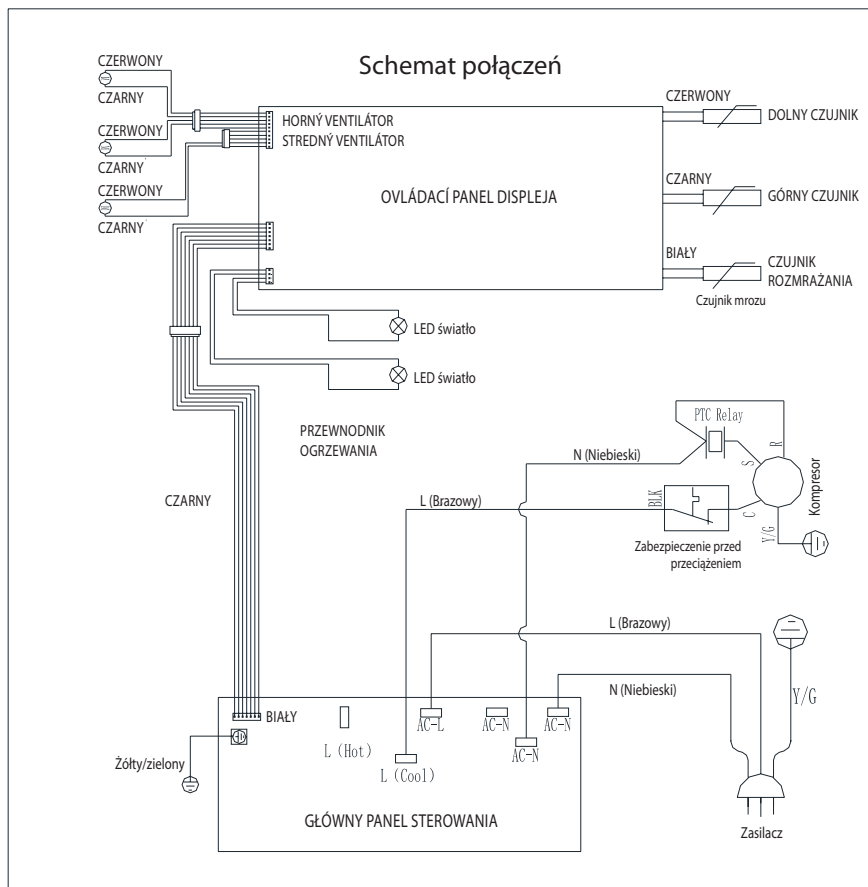 Schemat połączeń
CZERWONY
CZARNY
CZERWONY
CZARNY
CZERWONY
CZARNY
HORNÝ VENTILÁTOR
STREDNÝ VENTILÁTOR
OVLÁDACÍ PANEL DISPLEJA
CZERWONY
DOLNY CZUJNIK
CZARNY
GÓRNY CZUJNIK
BIAŁY
CZUJNIK
ROZMRAŻANIA
Czujnik mrozu
LED światło
LED światło
PRZEWNODNIK
OGRZEWANIA
CZARNY
PTC Relay
N (Niebieski)
R
S
Kompresor
L (Brazowy)
BLK
C
Y/G
Zabezpieczenie przed
przeciążeniem
L (Brazowy)
N (Niebieski)
Y/G
BIAŁY
L (Hot)
AC-L
AC-N
AC-N
AC-N
L (Cool)
Żółty/zielony
GŁÓWNY PANEL STEROWANIA
Zasilacz